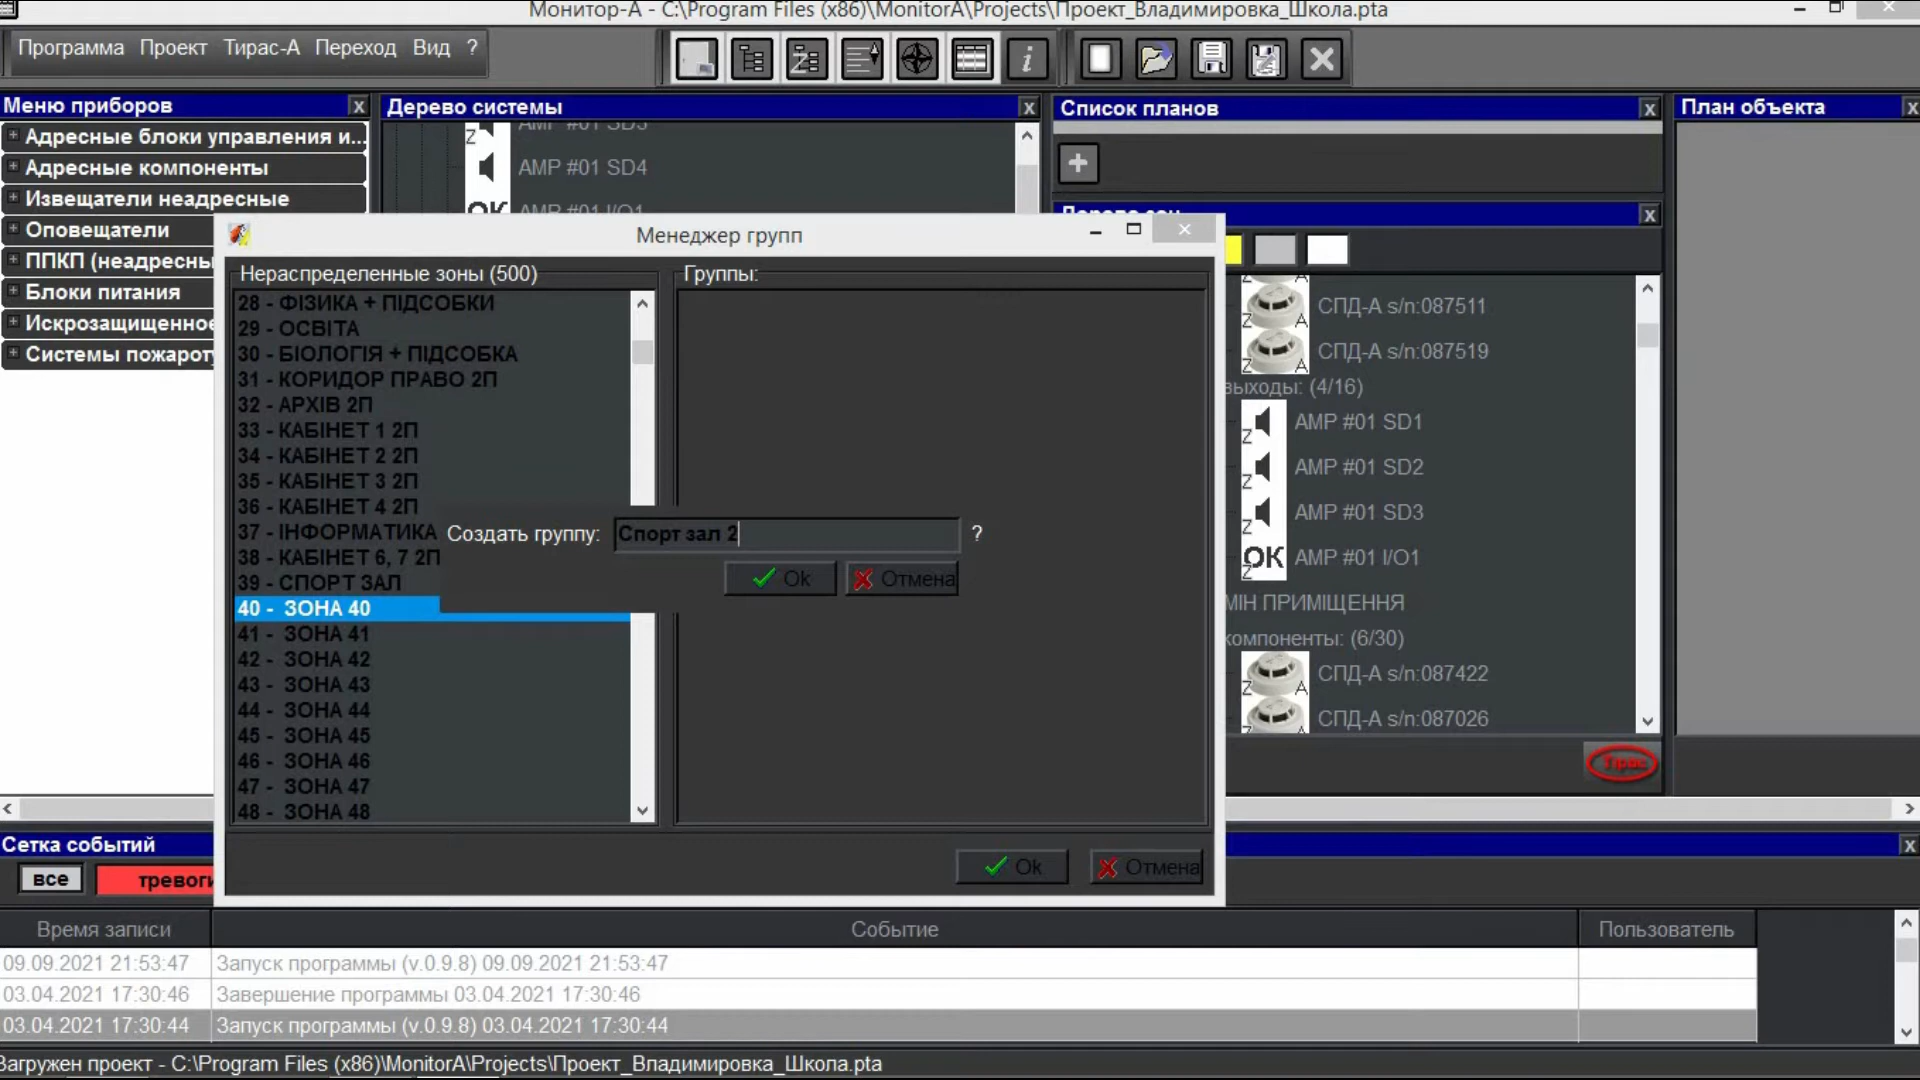 Монитор-А - C:\Program Files (x86)\MonitorA\Projects\Проект_Владимировка_Школа.pta
Программа Проект Тирас-А Переход Вид ?
Меню приборов
Адресные блоки управления и...
Адресные компоненты
Извещатели неадресные
Оповещатели
ППКП (неадресны
Блоки питания
Искрозащищенное
Системы пожароту
Дерево системы
AMP #01 SD3
AMP #01 SD4
AMP #01 I/O1
Список планов
План объекта
Менеджер групп
Нераспределенные зоны (500)
28 - ФІЗИКА + ПІДСОБКИ
29 - ОСВІТА
30 - БІОЛОГІЯ + ПІДСОБКА
31 - КОРИДОР ПРАВО 2П
32 - АРХІВ 2П
33 - КАБІНЕТ 1 2П
34 - КАБІНЕТ 2 2П
35 - КАБІНЕТ 3 2П
36 - КАБІНЕТ 4 2П
37 - ІНФОРМАТИКА
38 - КАБІНЕТ 6, 7 2П
39 - СПОРТ ЗАЛ
40 - ЗОНА 40
41 - ЗОНА 41
42 - ЗОНА 42
43 - ЗОНА 43
44 - ЗОНА 44
45 - ЗОНА 45
46 - ЗОНА 46
47 - ЗОНА 47
48 - ЗОНА 48
Группы:
Создать группу: Спорт зал 2 ?
Ok Отмена
Ok Отмена
СПД-А s/n:087511
СПД-А s/n:087519
выходы: (4/16)
AMP #01 SD1
AMP #01 SD2
AMP #01 SD3
OK AMP #01 I/O1
МІН ПРИМІЩЕННЯ
компоненты: (6/30)
СПД-А s/n:087422
СПД-А s/n:087026
Тірас
Сетка событий
все тревоги
Время записи Событие Пользователь
09.09.2021 21:53:47 Запуск программы (v.0.9.8) 09.09.2021 21:53:47
03.04.2021 17:30:46 Завершение программы 03.04.2021 17:30:46
03.04.2021 17:30:44 Запуск программы (v.0.9.8) 03.04.2021 17:30:44
Загружен проект - C:\Program Files (x86)\MonitorA\Projects\Проект_Владимировка_Школа.pta